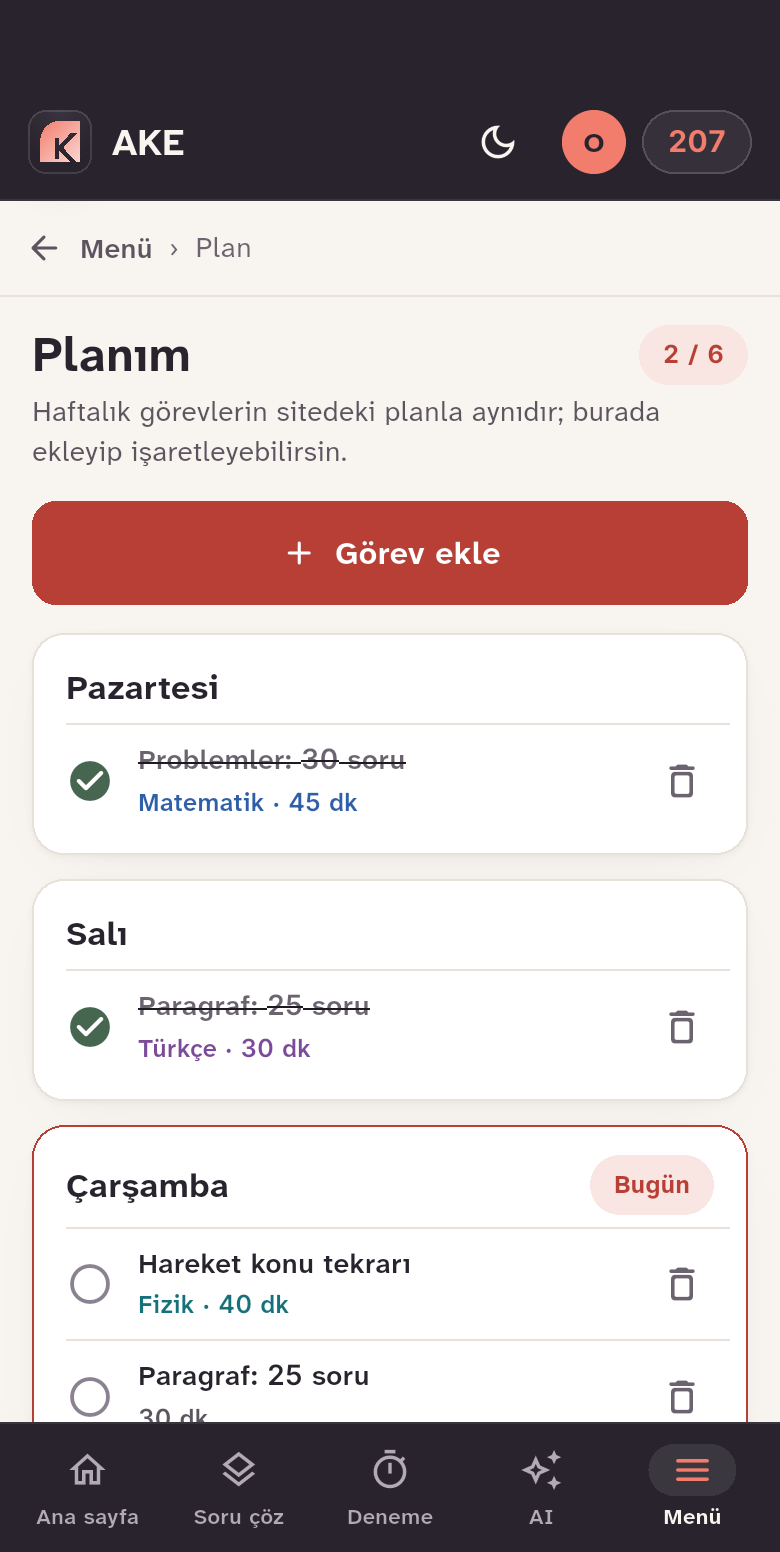 K
AKE
O
207
Menü › Plan
Planım
2 / 6
Haftalık görevlerin sitedeki planla aynıdır; burada
ekleyip işaretleyebilirsin.
+ Görev ekle
Pazartesi
Problemler: 30 soru
Matematik · 45 dk
Salı
Paragraf: 25 soru
Türkçe · 30 dk
Çarşamba
Bugün
Hareket konu tekrarı
Fizik · 40 dk
Paragraf: 25 soru
30 dk
Ana sayfa
Soru çöz
Deneme
AI
Menü